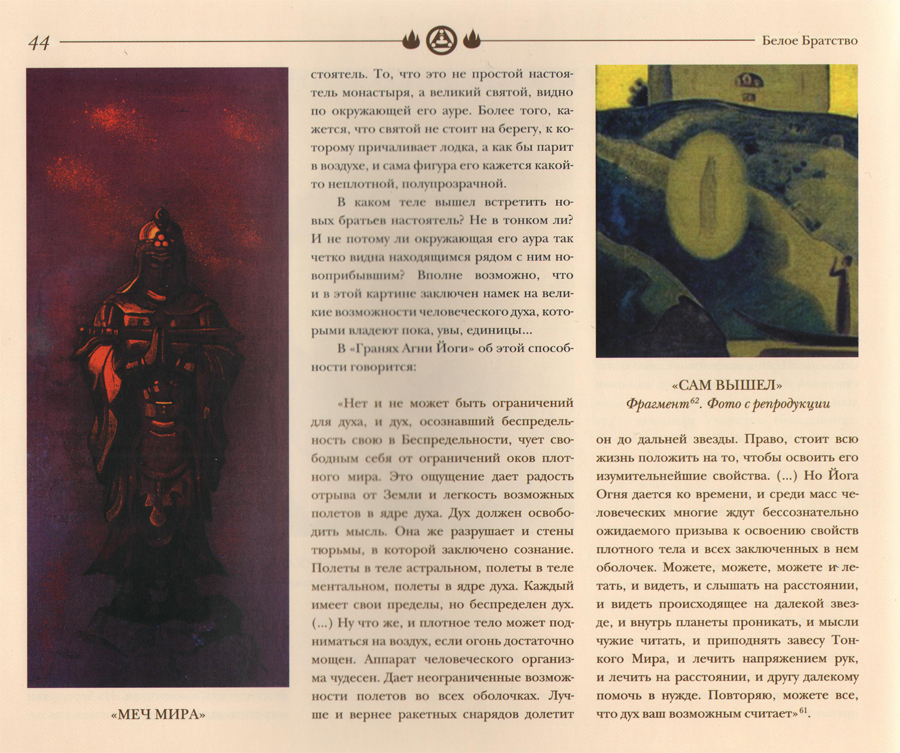 44
Белое Братство
стоятель. То, что это не простой настоя-
тель монастыря, а великий святой, видно
по окружающей его ауре. Более того, ка-
жется, что святой не стоит на берегу, к ко-
торому причаливает лодка, а как бы парит
в воздухе, и сама фигура его кажется какой-
то неплотной, полупрозрачной.
В каком теле вышел встретить но-
вых братьев настоятель? Не в тонком ли?
И не потому ли окружающая его аура так
четко видна находящимся рядом с ним но-
воприбывшим? Вполне возможно, что
и в этой картине заключен намек на вели-
кие возможности человеческого духа, кото-
рыми владеют пока, увы, единицы...
В «Гранях Агни Йоги» об этой способ-
ности говорится:
«Нет и не может быть ограничений
для духа, и дух, осознавший беспредель-
ность свою в Беспредельности, чует сво-
бодным себя от ограничений оков плот-
ного мира. Это ощущение дает радость
отрыва от Земли и легкость возможных
полетов в ядре духа. Дух должен освобо-
дить мысль. Она же разрушает и стены
тюрьмы, в которой заключено сознание.
Полеты в теле астральном, полеты в теле
ментальном, полеты в ядре духа. Каждый
имеет свои пределы, но беспределен дух.
(...) Ну что же, и плотное тело может под-
ниматься на воздух, если огонь достаточно
мощен. Аппарат человеческого организ-
ма чудесен. Дает неограниченные возмож-
ности полетов во всех оболочках. Луч-
ше и вернее ракетных снарядов долетит
«МЕЧ МИРА»
«САМ ВЫШЕЛ»
Фрагмент⁶². Фото с репродукции
он до дальней звезды. Право, стоит всю
жизнь положить на то, чтобы освоить его
изумительнейшие свойства. (...) Но Йога
Огня дается ко времени, и среди масс че-
ловеческих многие ждут бессознательно
ожидаемого призыва к освоению свойств
плотного тела и всех заключенных в нем
оболочек. Можете, можете, можете и ле-
тать, и видеть, и слышать на расстоянии,
и видеть происходящее на далекой звез-
де, и внутрь планеты проникать, и мысли
чужие читать, и приподнять завесу Тон-
кого Мира, и лечить напряжением рук,
и лечить на расстоянии, и другу далекому
помочь в нужде. Повторяю, можете все,
что дух ваш возможным считает»⁶¹.